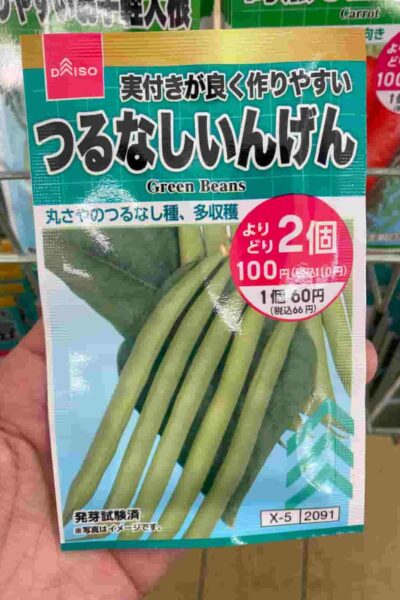 Carrot
DAISO
実付きが良く作りやすい
つるなしいんげん
Green Beans
丸さやのつるなし種、多収穫
より
どり
2個
100円(税込110円)
1個60円
(税込66円)
発芽試験済
※写真はイメージです。
X-5 2091